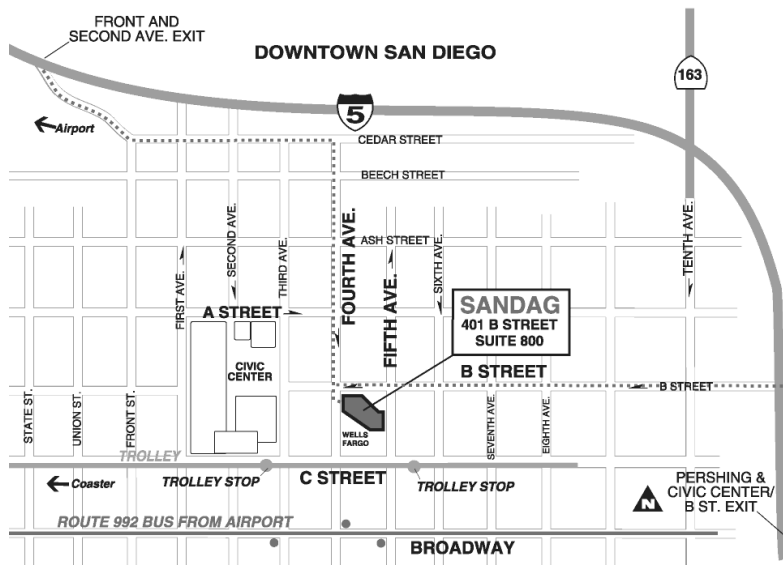 FRONT AND
SECOND AVE. EXIT
DOWNTOWN SAN DIEGO
163
5
Airport
CEDAR STREET
BEECH STREET
ASH STREET
FIRST AVE.
SECOND AVE.
THIRD AVE.
FOURTH AVE.
FIFTH AVE.
SIXTH AVE.
TENTH AVE.
A STREET
SANDAG
401 B STREET
SUITE 800
CIVIC
CENTER
B STREET
B STREET
STATE ST.
UNION ST.
FRONT ST.
WELLS
FARGO
SEVENTH AVE.
EIGHTH AVE.
TROLLEY
Coaster
TROLLEY STOP
C STREET
TROLLEY STOP
N
PERSHING &
CIVIC CENTER/
B ST. EXIT
ROUTE 992 BUS FROM AIRPORT
BROADWAY